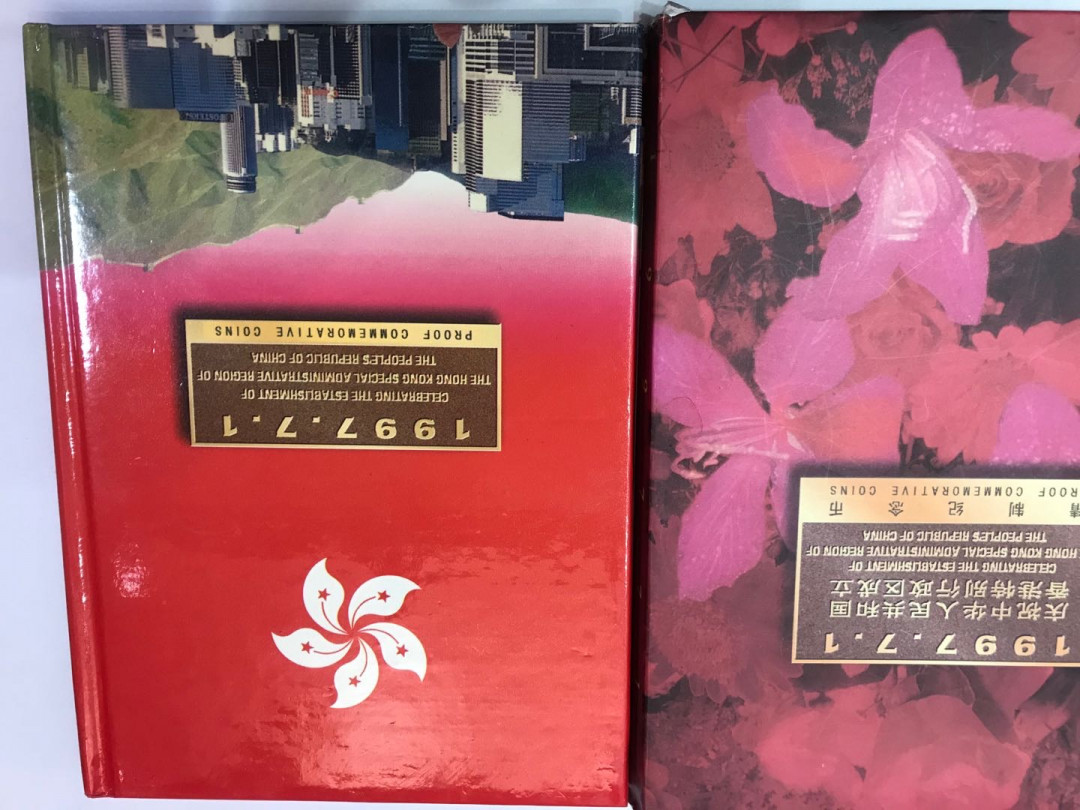 1997.7.1
CELEBRATING THE ESTABLISHMENT OF
THE HONG KONG SPECIAL ADMINISTRATIVE REGION OF
THE PEOPLE'S REPUBLIC OF CHINA
PROOF COMMEMORATIVE COINS
1997.7.1
庆祝中华人民共和国
香港特别行政区成立
CELEBRATING THE ESTABLISHMENT OF
HONG KONG SPECIAL ADMINISTRATIVE REGION OF
THE PEOPLE'S REPUBLIC OF CHINA
精制纪念币
PROOF COMMEMORATIVE COINS